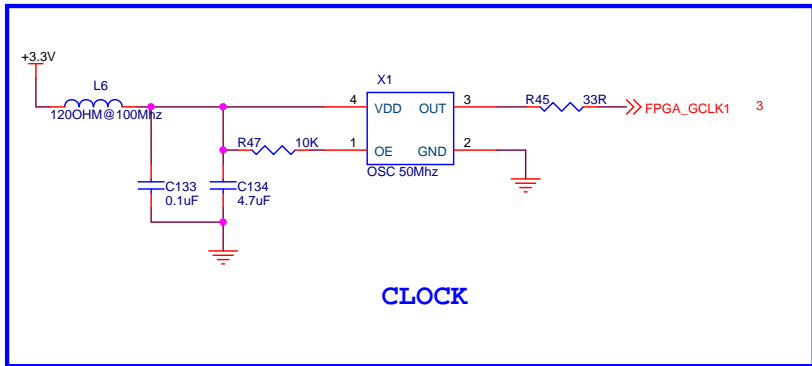 +3.3V
L6
120OHM@100Mhz
X1
4
VDD
OUT
3
R45
33R
FPGA_GCLK1
3
R47
10K
1
OE
GND
2
OSC 50Mhz
C133
0.1uF
C134
4.7uF
CLOCK